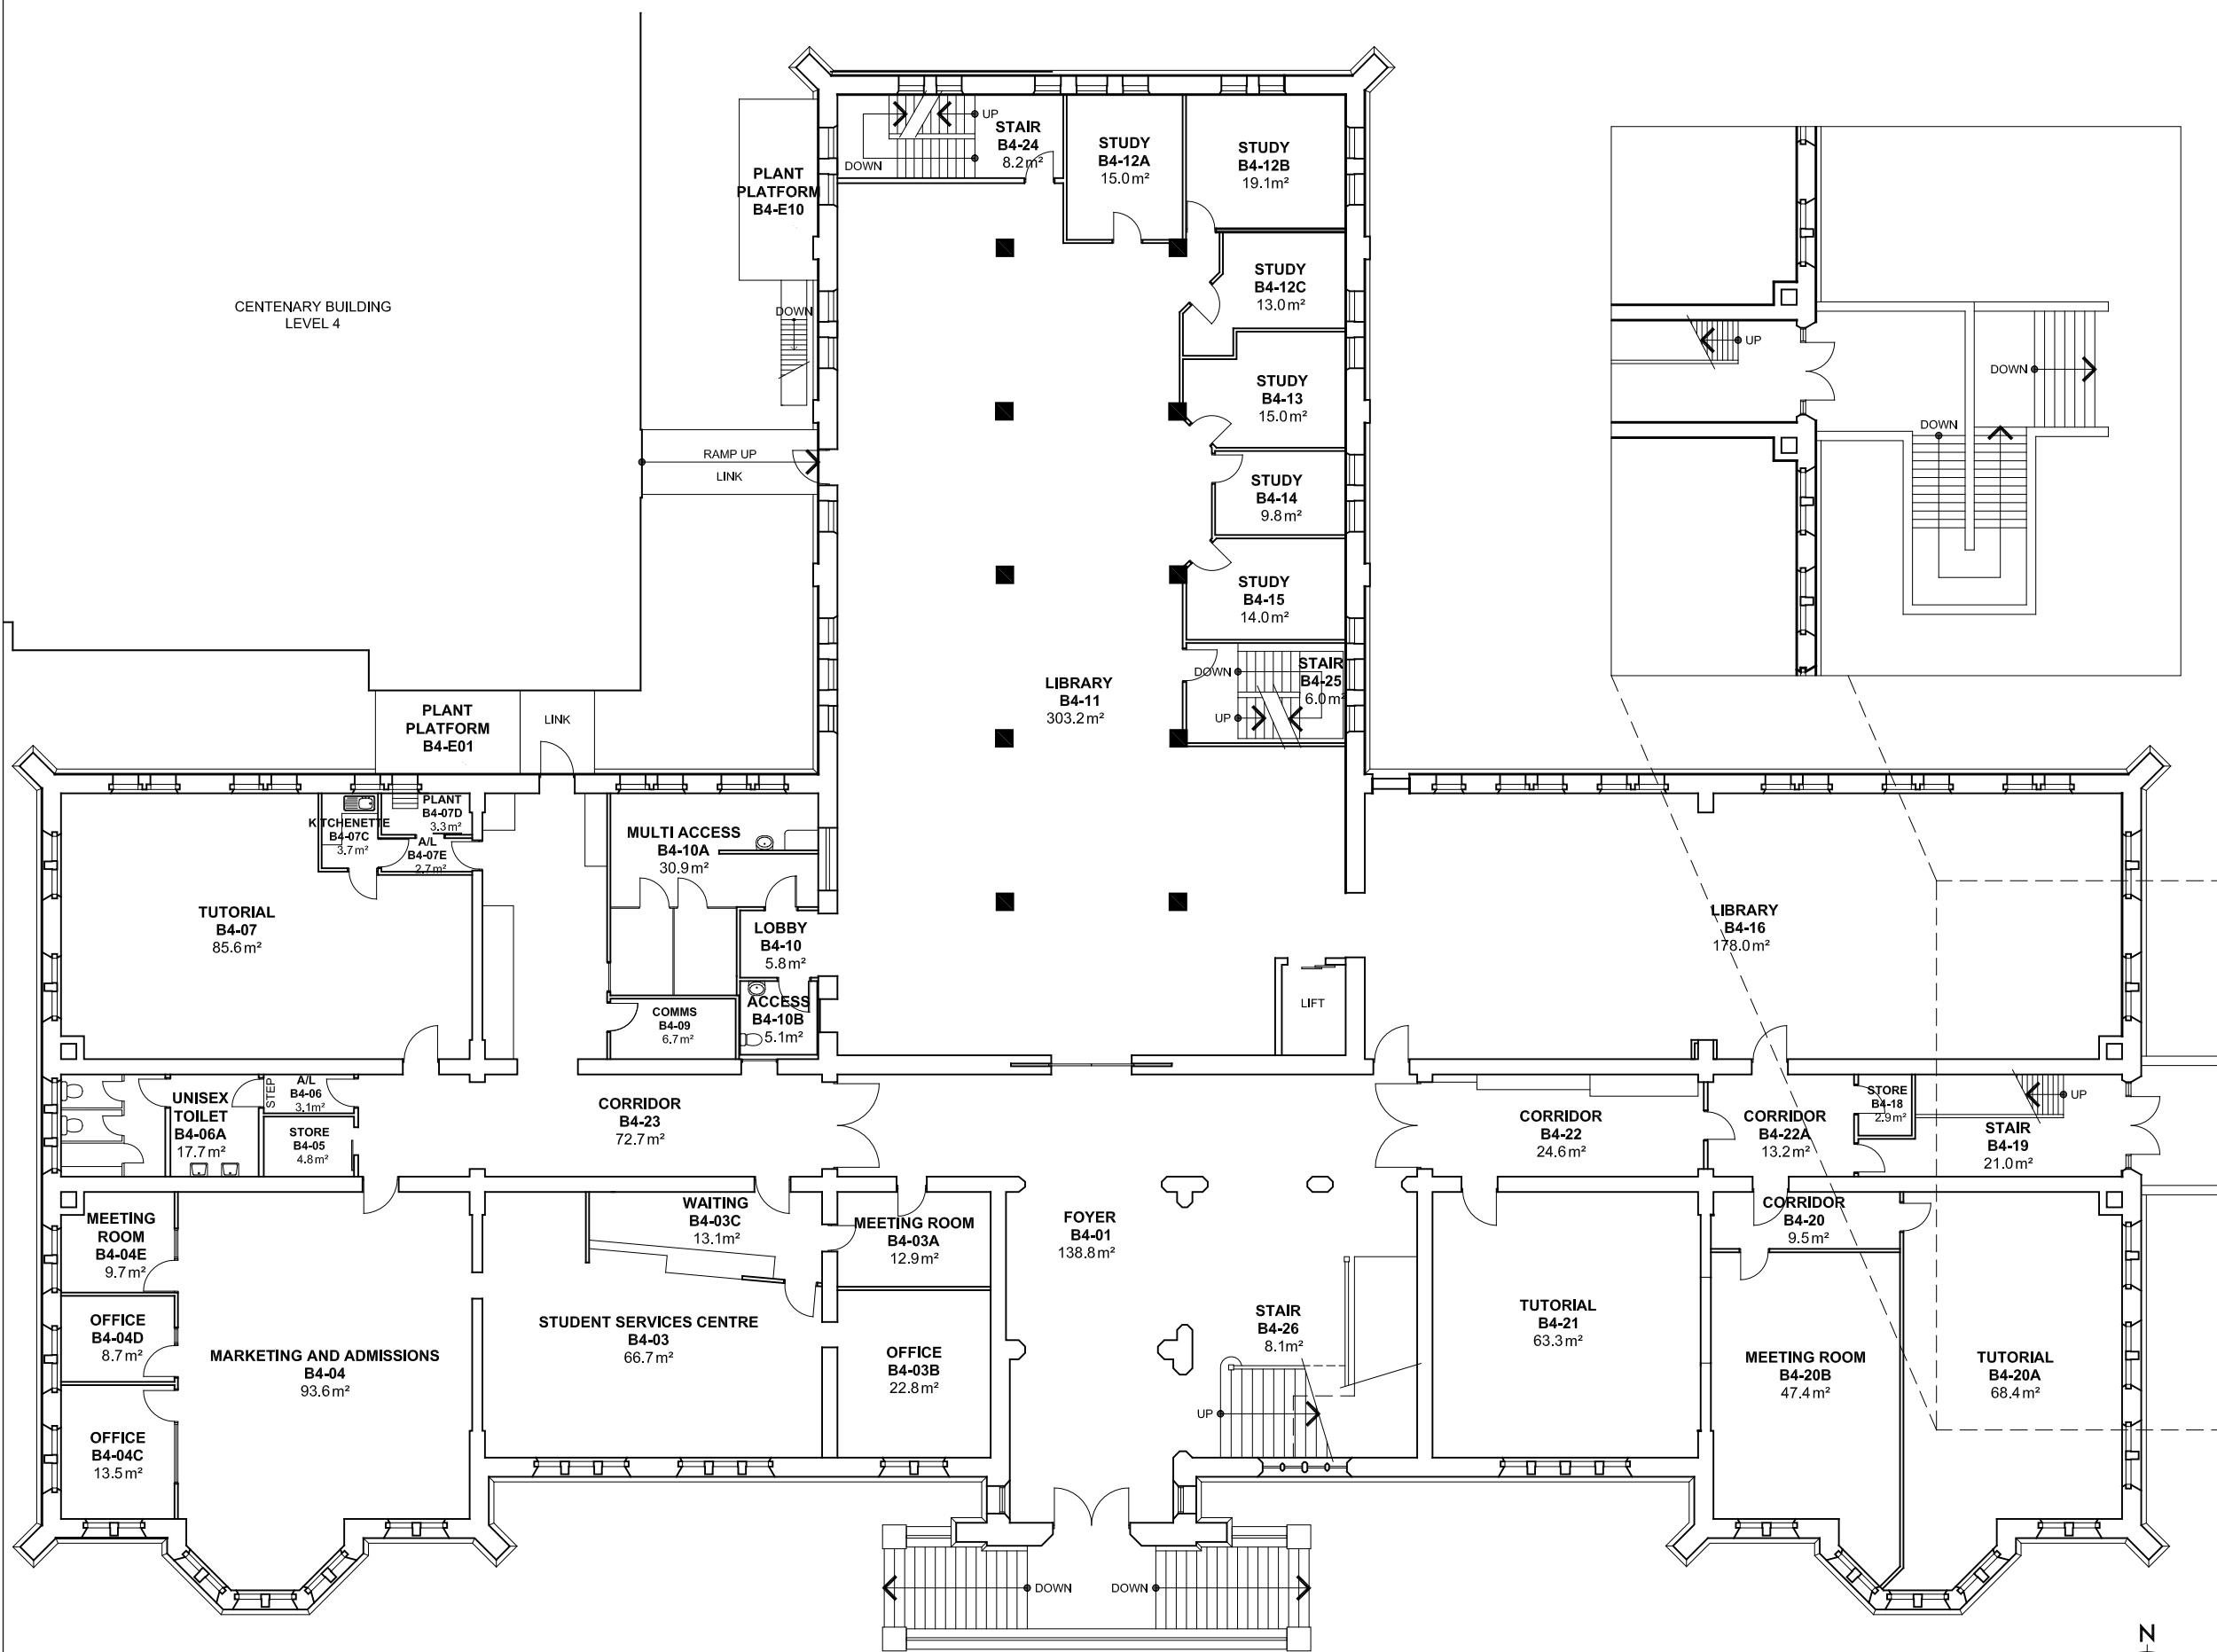 UP
STAIR
B4-24
8.2m²
DOWN
STUDY
B4-12A
15.0m²
STUDY
B4-12B
19.1m²
PLANT
PLATFORM
B4-E10
STUDY
B4-12C
13.0m²
CENTENARY BUILDING
LEVEL 4
DOWN
UP
DOWN
STUDY
B4-13
15.0m²
DOWN
RAMP UP
LINK
STUDY
B4-14
9.8m²
STUDY
B4-15
14.0m²
LIBRARY
B4-11
303.2m²
DOWN
STAIR
B4-25
6.0m²
UP
PLANT
PLATFORM
B4-E01
LINK
PLANT
B4-07D
3.3m²
KITCHENETTE
B4-07C
3.7m²
A/L
B4-07E
2.7m²
MULTI ACCESS
B4-10A
30.9m²
TUTORIAL
B4-07
85.6m²
LOBBY
B4-10
5.8m²
LIBRARY
B4-16
178.0m²
COMMS
B4-09
6.7m²
ACCESS
B4-10B
5.1m²
LIFT
UNISEX
TOILET
B4-06A
17.7m²
STEP
A/L
B4-06
3.1m²
STORE
B4-05
4.8m²
CORRIDOR
B4-23
72.7m²
CORRIDOR
B4-22
24.6m²
CORRIDOR
B4-22A
13.2m²
STORE
B4-18
2.9m²
UP
STAIR
B4-19
21.0m²
MEETING
ROOM
B4-04E
9.7m²
WAITING
B4-03C
13.1m²
MEETING ROOM
B4-03A
12.9m²
FOYER
B4-01
138.8m²
CORRIDOR
B4-20
9.5m²
OFFICE
B4-04D
8.7m²
MARKETING AND ADMISSIONS
B4-04
93.6m²
STUDENT SERVICES CENTRE
B4-03
66.7m²
OFFICE
B4-03B
22.8m²
STAIR
B4-26
8.1m²
UP
TUTORIAL
B4-21
63.3m²
MEETING ROOM
B4-20B
47.4m²
TUTORIAL
B4-20A
68.4m²
OFFICE
B4-04C
13.5m²
DOWN
DOWN
N